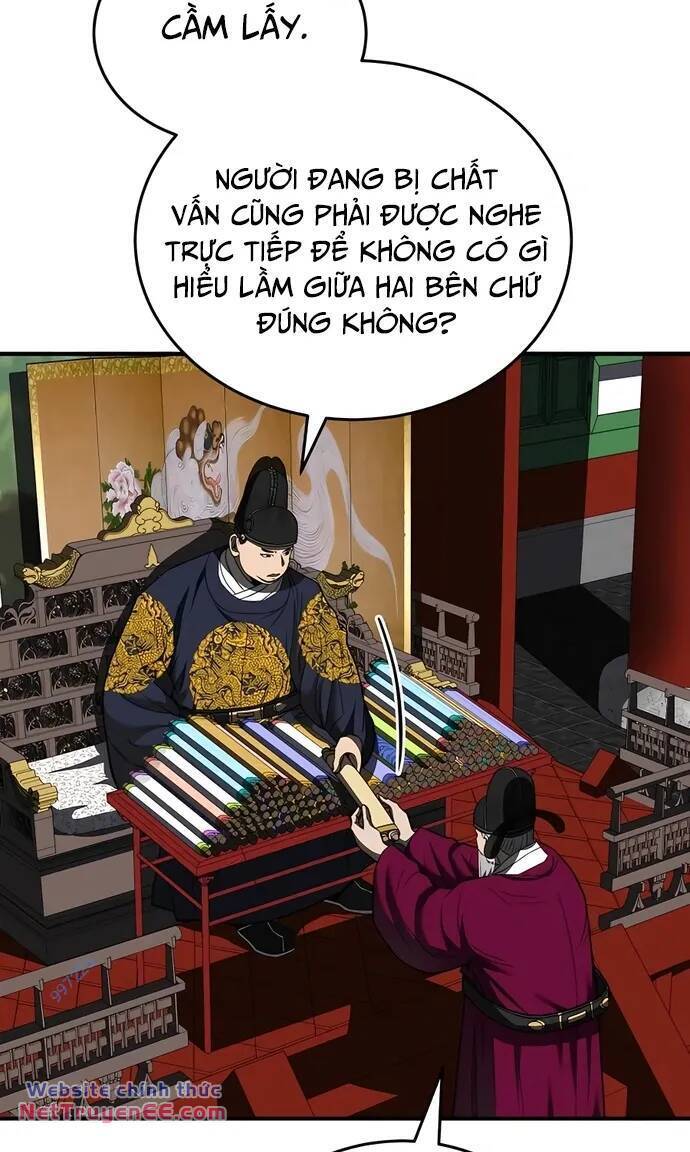 CẦM LẤY.
NGƯỜI ĐANG BỊ CHẤT
VẤN CŨNG PHẢI ĐƯỢC NGHE
TRỰC TIẾP ĐỂ KHÔNG CÓ GÌ
HIỂU LẦM GIỮA HAI BÊN CHỨ
ĐÚNG KHÔNG?
Website chính thức
NetTruyenEE.com